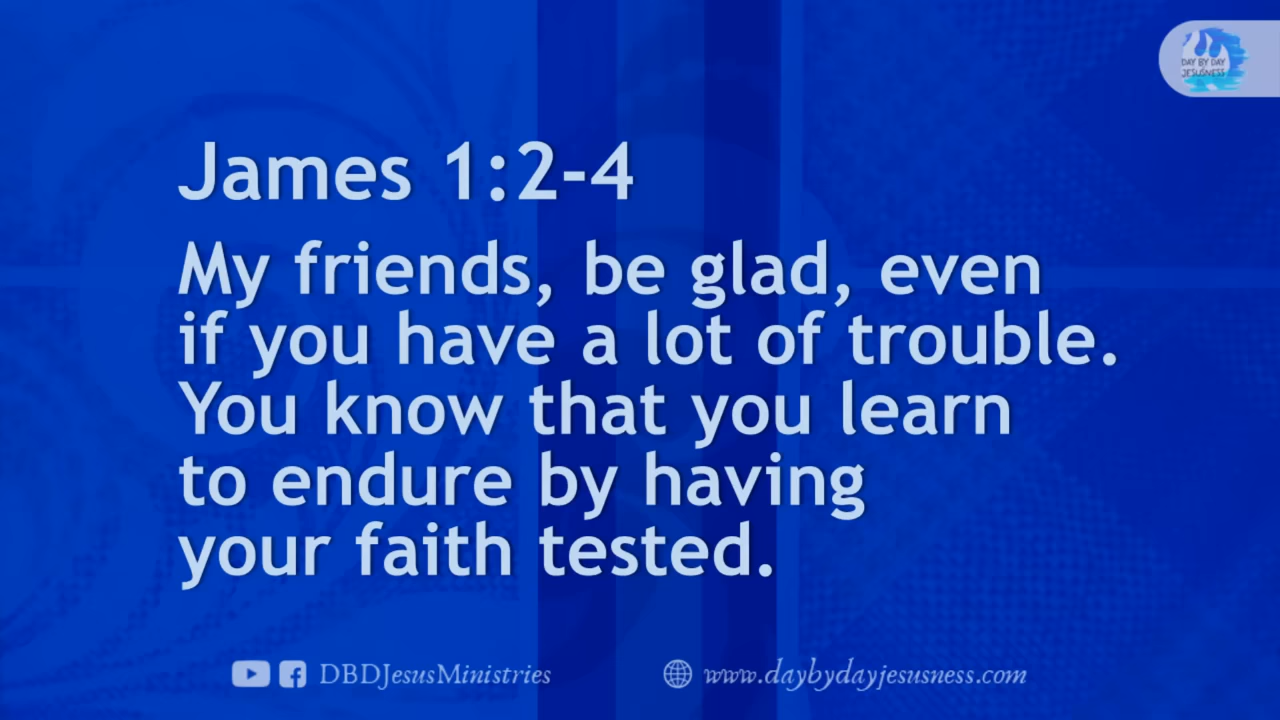 DAY BY DAY
JESUSNESS
James 1:2-4
My friends, be glad, even
if you have a lot of trouble.
You know that you learn
to endure by having
your faith tested.
DBDJesusMinistries
www.daybydayjesusness.com